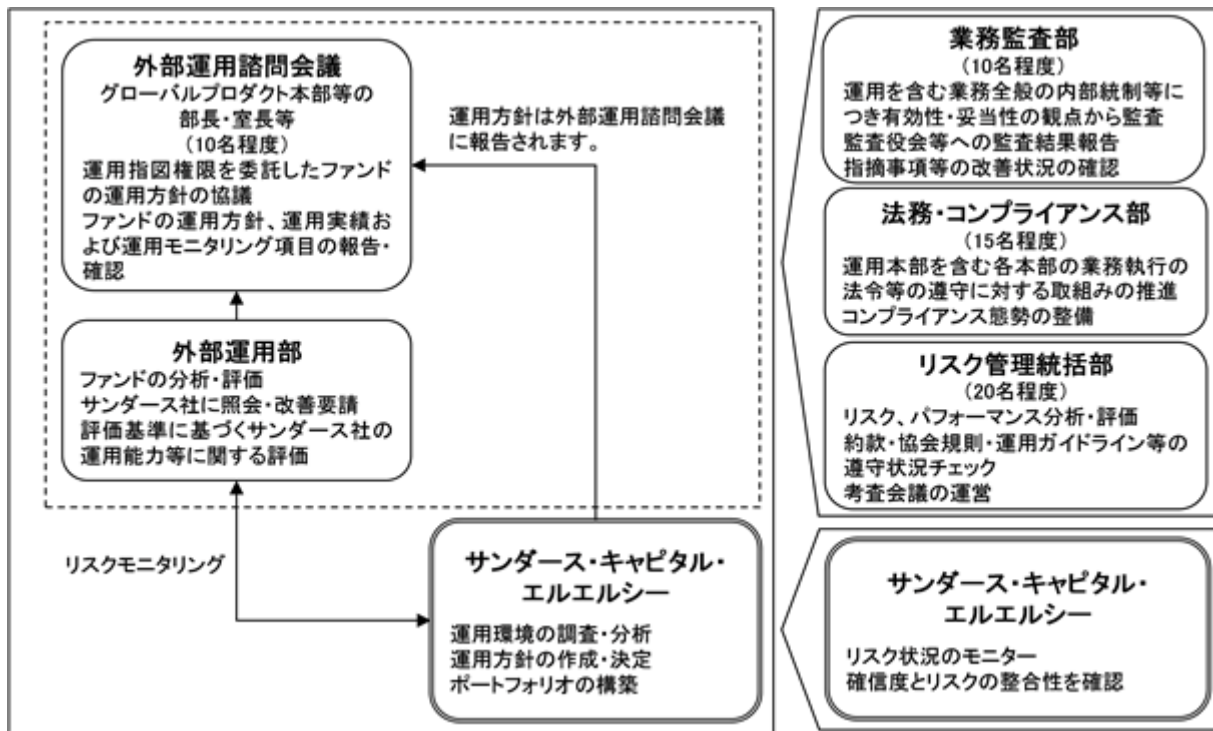 外部運用諮問会議
グローバルプロダクト本部等の
部長・室長等
(10名程度)
運用指図権限を委託したファンド
の運用方針の協議
ファンドの運用方針、運用実績お
よび運用モニタリング項目の報告・
確認
運用方針は外部運用諮問会議
に報告されます。
外部運用部
ファンドの分析・評価
サンダース社に照会・改善要請
評価基準に基づくサンダース社の
運用能力等に関する評価
リスクモニタリング
サンダース・キャピタル・
エルエルシー
運用環境の調査・分析
運用方針の作成・決定
ポートフォリオの構築
業務監査部
(10名程度)
運用を含む業務全般の内部統制等に
つき有効性・妥当性の観点から監査
監査役会等への監査結果報告
指摘事項等の改善状況の確認
法務・コンプライアンス部
(15名程度)
運用本部を含む各本部の業務執行の
法令等の遵守に対する取組みの推進
コンプライアンス態勢の整備
リスク管理統括部
(20名程度)
リスク、パフォーマンス分析・評価
約款・協会規則・運用ガイドライン等の
遵守状況チェック
考査会議の運営
サンダース・キャピタル・
エルエルシー
リスク状況のモニター
確信度とリスクの整合性を確認